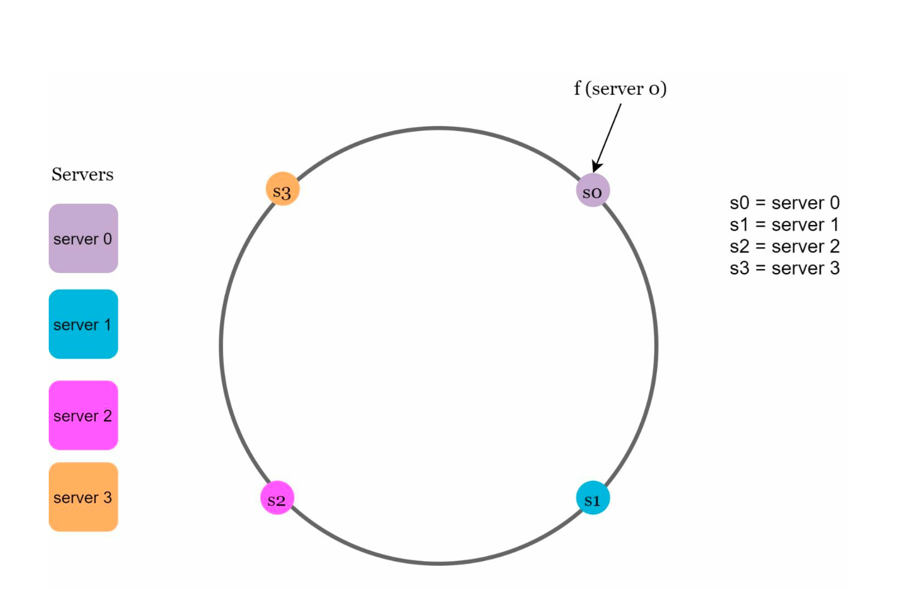 f (server 0)
Servers
s3
s0
server 0
s0 = server 0
s1 = server 1
s2 = server 2
s3 = server 3
server 1
server 2
server 3
s2
s1